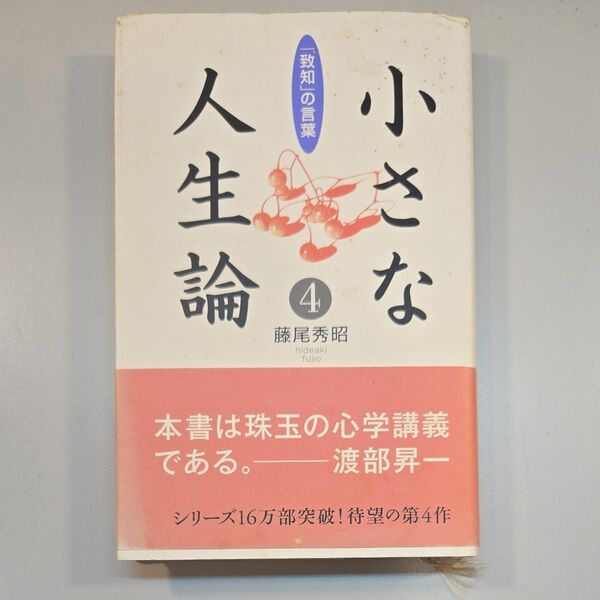 小さな
人生論
「致知」の言葉
4
藤尾秀昭
hideaki
fujio
本書は珠玉の心学講義
である。――渡部昇一
シリーズ16万部突破!待望の第4作